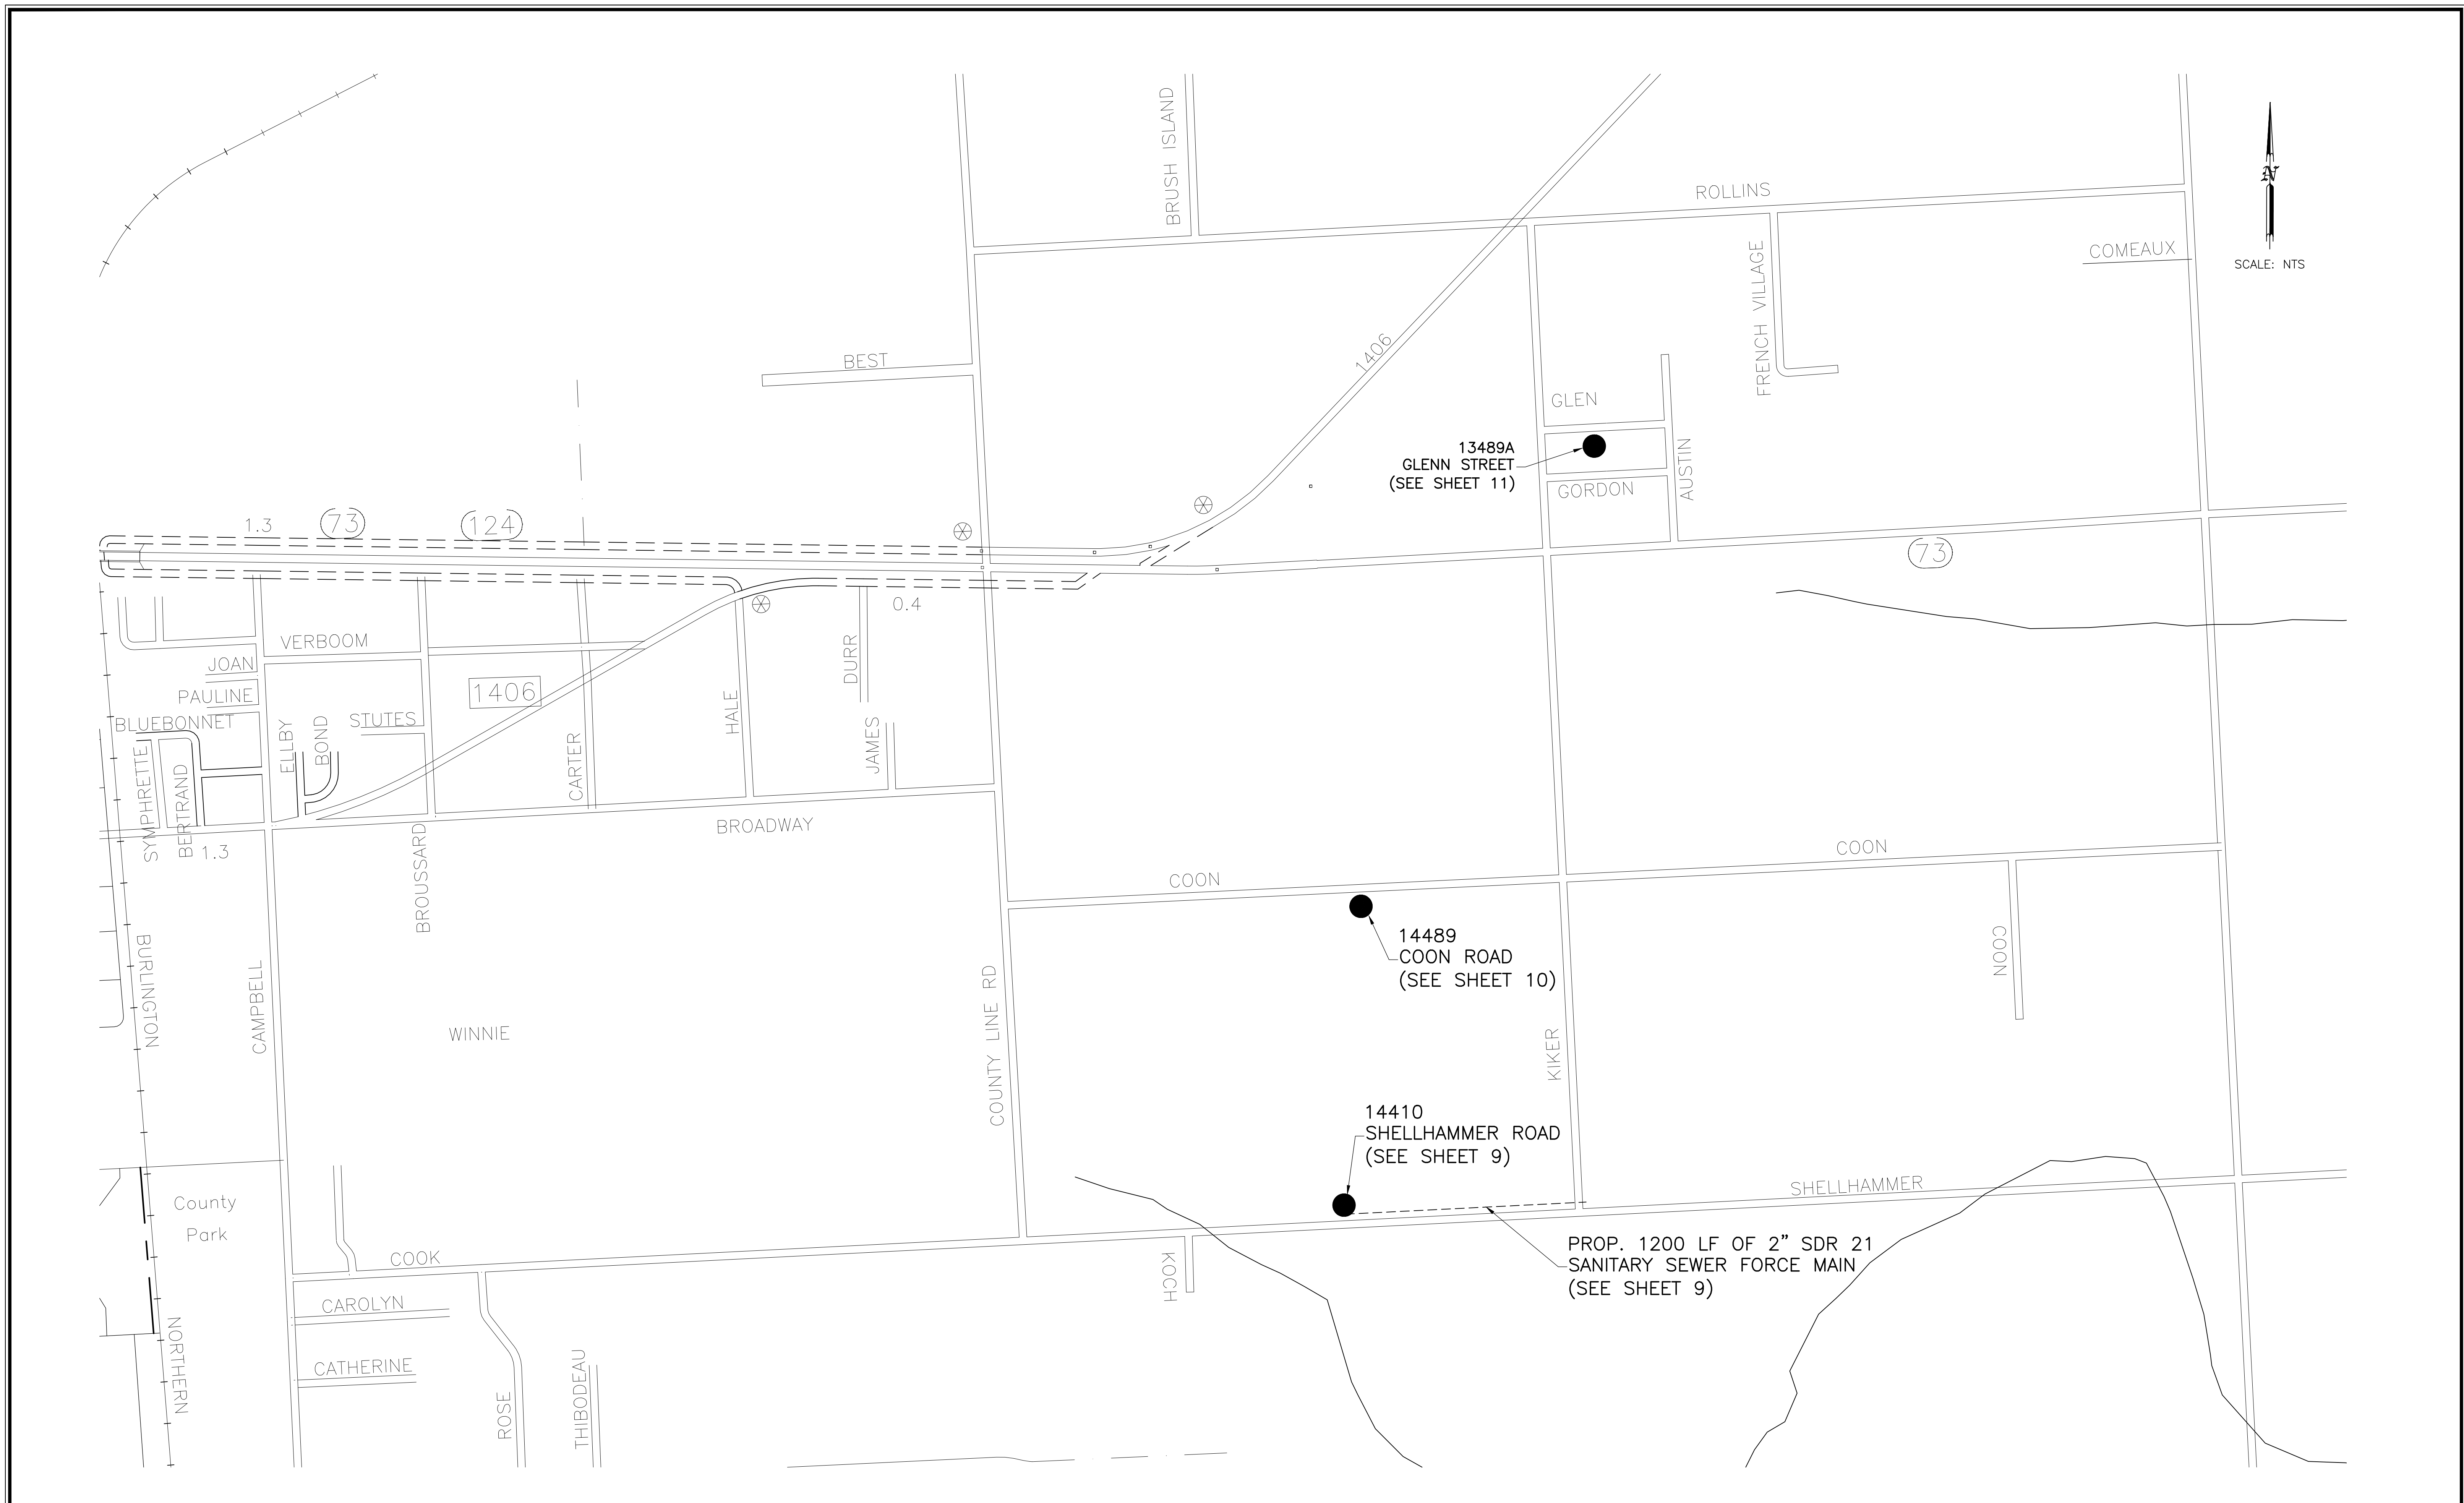 BRUSH ISLAND
ROLLINS
N
SCALE: NTS
COMEAUX
FRENCH VILLAGE
1406
BEST
GLEN
13489A
GLENN STREET
(SEE SHEET 11)
GORDON
AUSTIN
1.3
73
124
73
0.4
VERBOOM
JOAN
PAULINE
BLUEBONNET
STUTES
1406
ELLBY
BOND
SYMPHRETTE
BERTRAND
1.3
CARTER
HALE
DURR
JAMES
BROADWAY
BROUSSARD
COON
COON
14489
COON ROAD
(SEE SHEET 10)
COON
BURLINGTON
CAMPBELL
WINNIE
COUNTY LINE RD
KIKER
14410
SHELLHAMMER ROAD
(SEE SHEET 9)
SHELLHAMMER
County
Park
COOK
KOCH
PROP. 1200 LF OF 2" SDR 21
SANITARY SEWER FORCE MAIN
(SEE SHEET 9)
CAROLYN
CATHERINE
NORTHERN
ROSE
THIBODEAU